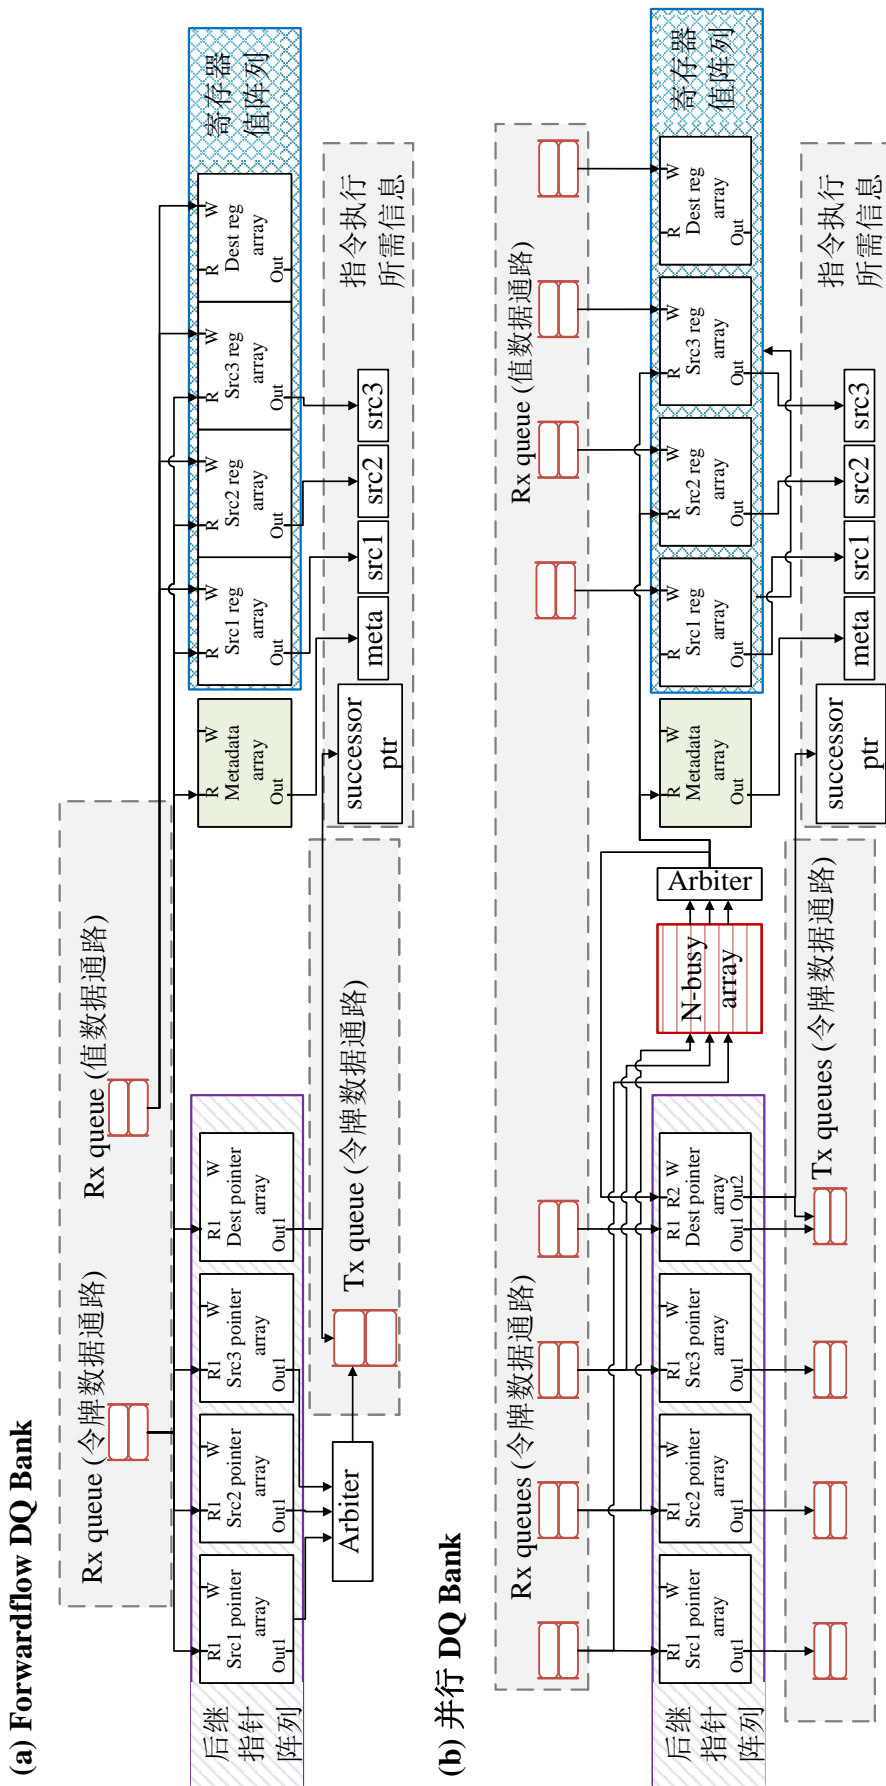 (a) Forwardflow DQ Bank
Rx queue (令牌数据通路)
Rx queue (值数据通路)
后继
指针
阵列
R1
W
Src1 pointer
array
Out1
R1
W
Src2 pointer
array
Out1
R1
W
Src3 pointer
array
Out1
R1
W
Dest pointer
array
Out1
R
W
Metadata
array
Out
R
W
Src1 reg
array
Out
R
W
Src2 reg
array
Out
R
W
Src3 reg
array
Out
R
W
Dest reg
array
Out
寄存器
值阵列
Arbiter
Tx queue (令牌数据通路)
successor
ptr
meta
src1
src2
src3
指令执行
所需信息
(b) 并行 DQ Bank
Rx queues (令牌数据通路)
Rx queue (值数据通路)
后继
指针
阵列
R1
W
Src1 pointer
array
Out1
R1
W
Src2 pointer
array
Out1
R1
W
Src3 pointer
array
Out1
R1 R2 W
Dest pointer
array
Out1 Out2
N-busy
array
Arbiter
R
W
Metadata
array
Out
R
W
Src1 reg
array
Out
R
W
Src2 reg
array
Out
R
W
Src3 reg
array
Out
R
W
Dest reg
array
Out
寄存器
值阵列
Tx queues (令牌数据通路)
successor
ptr
meta
src1
src2
src3
指令执行
所需信息